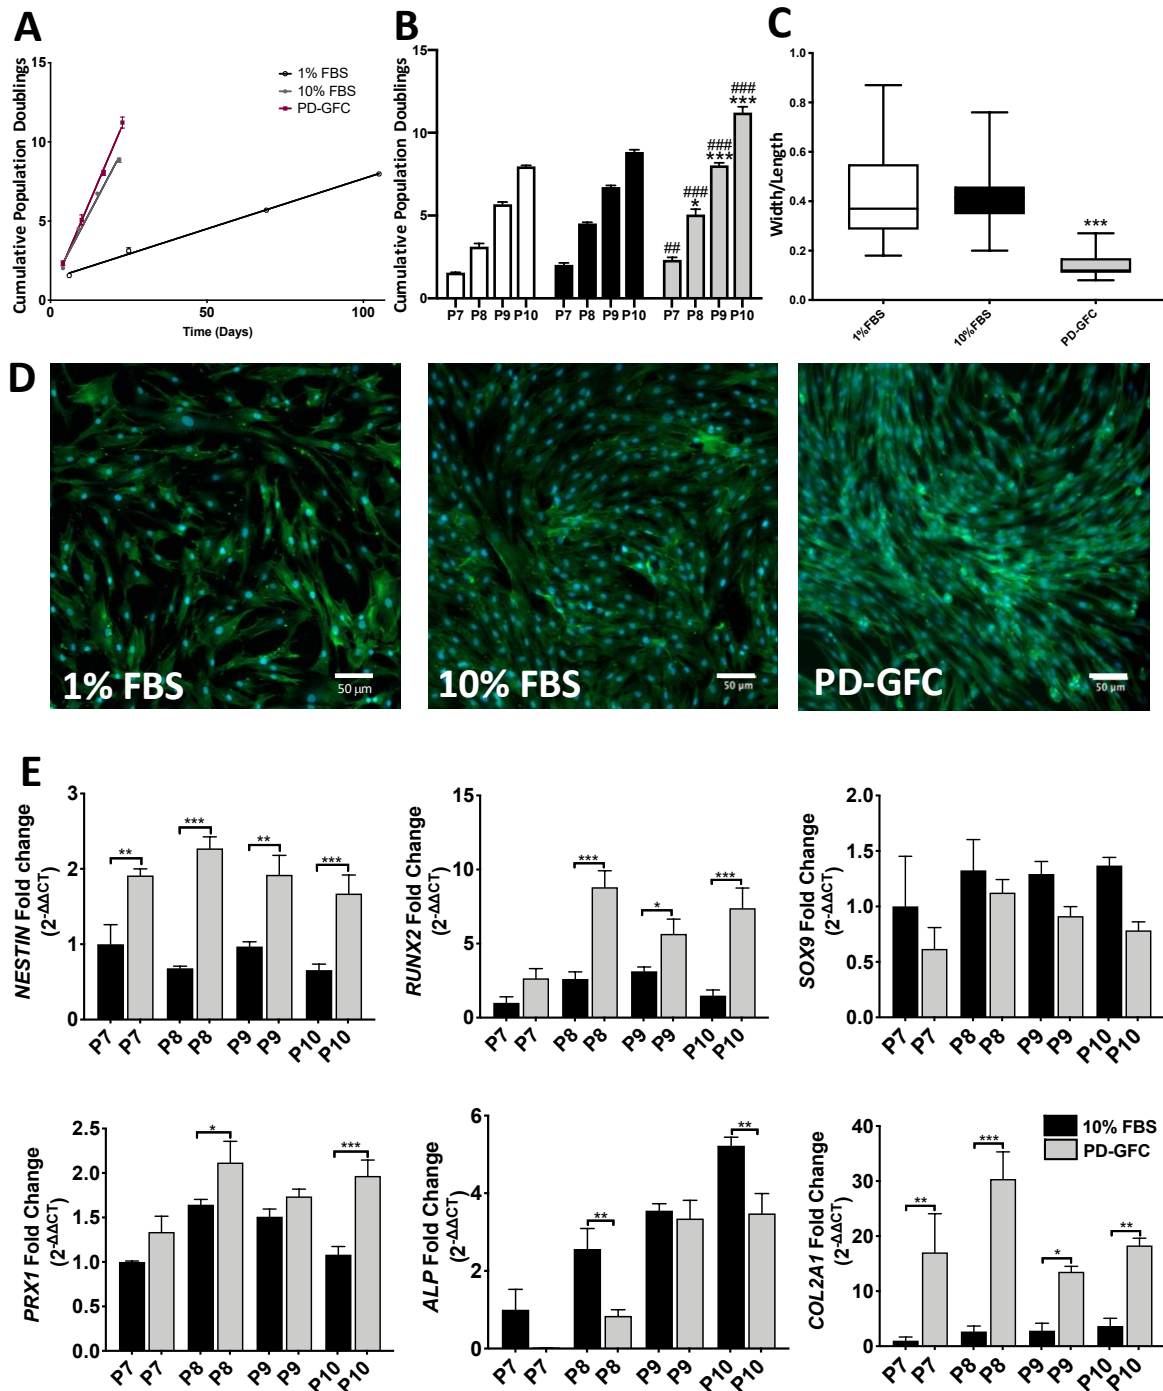 A
Cumulative Population Doublings
15
10
5
0
0
50
100
Time (Days)
1% FBS
10% FBS
PD-GFC
B
Cumulative Population Doublings
15
10
5
0
##
###
*
###
***
###
***
P7 P8 P9 P10 P7 P8 P9 P10 P7 P8 P9 P10
C
Width/Length
1.0
0.8
0.6
0.4
0.2
0.0
***
1%FBS
10%FBS
PD-GFC
D
1% FBS
50 µm
10% FBS
50 µm
PD-GFC
50 µm
E
NESTIN Fold change
(2-ΔΔCT)
3
2
1
0
** *** ** ***
P7 P7 P8 P8 P9 P9 P10 P10
RUNX2 Fold Change
(2-ΔΔCT)
15
10
5
0
*** * ***
P7 P7 P8 P8 P9 P9 P10 P10
SOX9 Fold Change
(2-ΔΔCT)
2.0
1.5
1.0
0.5
0.0
P7 P7 P8 P8 P9 P9 P10 P10
PRX1 Fold Change
(2-ΔΔCT)
2.5
2.0
1.5
1.0
0.5
0.0
* ***
P7 P7 P8 P8 P9 P9 P10 P10
ALP Fold Change
(2-ΔΔCT)
6
4
2
0
** **
P7 P7 P8 P8 P9 P9 P10 P10
COL2A1 Fold Change
(2-ΔΔCT)
40
30
20
10
0
** *** * **
P7 P7 P8 P8 P9 P9 P10 P10
10% FBS
PD-GFC